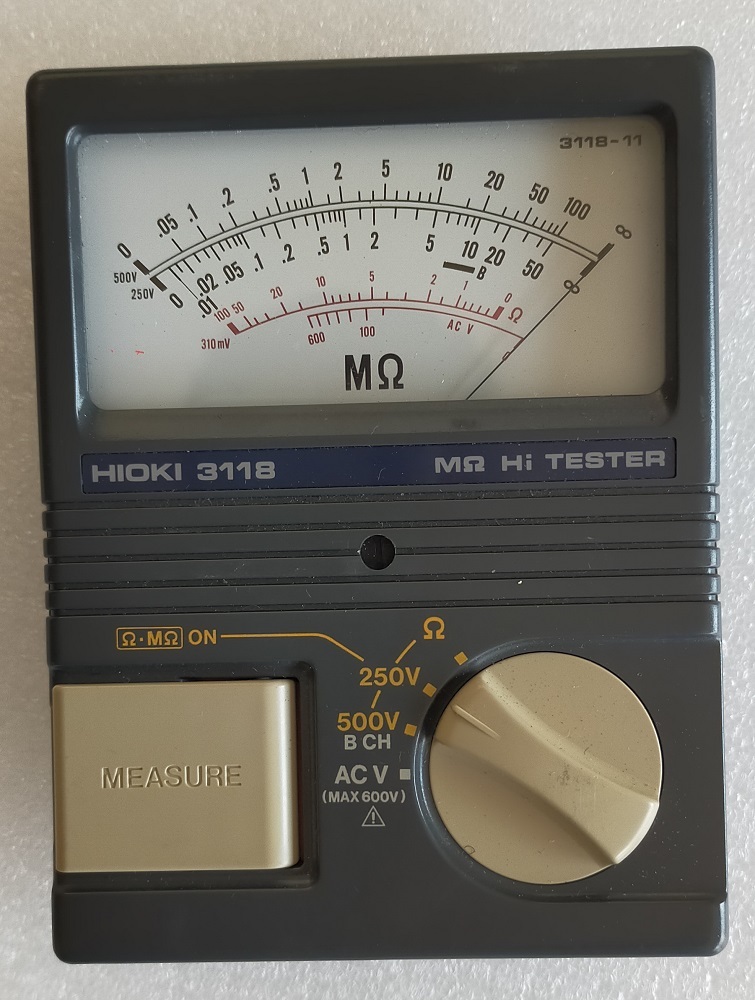 3118-11
0 .05 .1 .2 .5 1 2 5 10 20 50 100 ∞
500V
250V
0 .01 .02 .05 .1 .2 .5 1 2 5 10 20 50 ∞
B
100 50 20 10 5 2 1 0 Ω
310mV
600 100 AC V 0
MΩ
HIOKI 3118 MΩ Hi TESTER
Ω·MΩ ON
Ω
250V
500V
B CH
MEASURE
AC V
(MAX 600V)